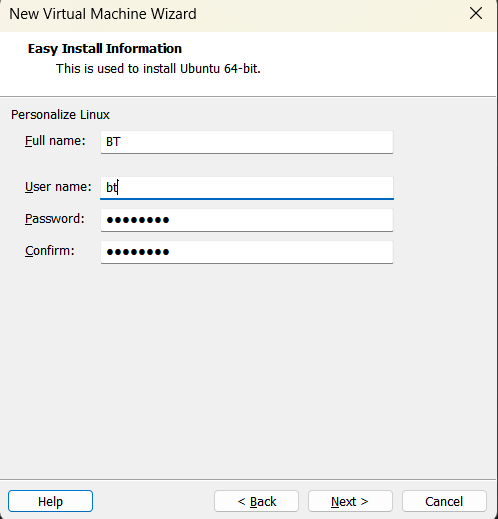 New Virtual Machine Wizard
Easy Install Information
This is used to install Ubuntu 64-bit.
Personalize Linux
Full name: BT
User name: bt
Password: ●●●●●●●●
Confirm: ●●●●●●●●
Help < Back Next > Cancel